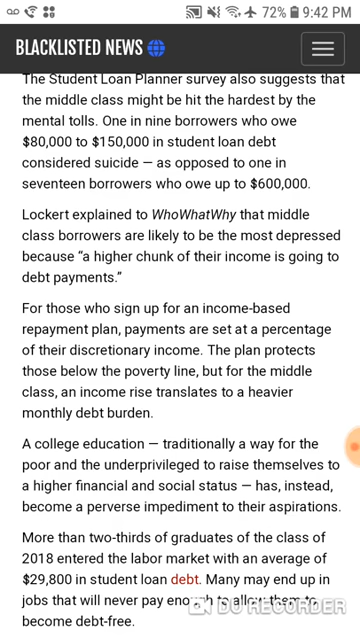 72% 9:42 PM
BLACKLISTED NEWS
The Student Loan Planner survey also suggests that
the middle class might be hit the hardest by the
mental tolls. One in nine borrowers who owe
$80,000 to $150,000 in student loan debt
considered suicide — as opposed to one in
seventeen borrowers who owe up to $600,000.
Lockert explained to WhoWhatWhy that middle
class borrowers are likely to be the most depressed
because “a higher chunk of their income is going to
debt payments.”
For those who sign up for an income-based
repayment plan, payments are set at a percentage
of their discretionary income. The plan protects
those below the poverty line, but for the middle
class, an income rise translates to a heavier
monthly debt burden.
A college education — traditionally a way for the
poor and the underprivileged to raise themselves to
a higher financial and social status — has, instead,
become a perverse impediment to their aspirations.
More than two-thirds of graduates of the class of
2018 entered the labor market with an average of
$29,800 in student loan debt. Many may end up in
jobs that will never pay enough to allow them to
become debt-free.
DU RECORDER